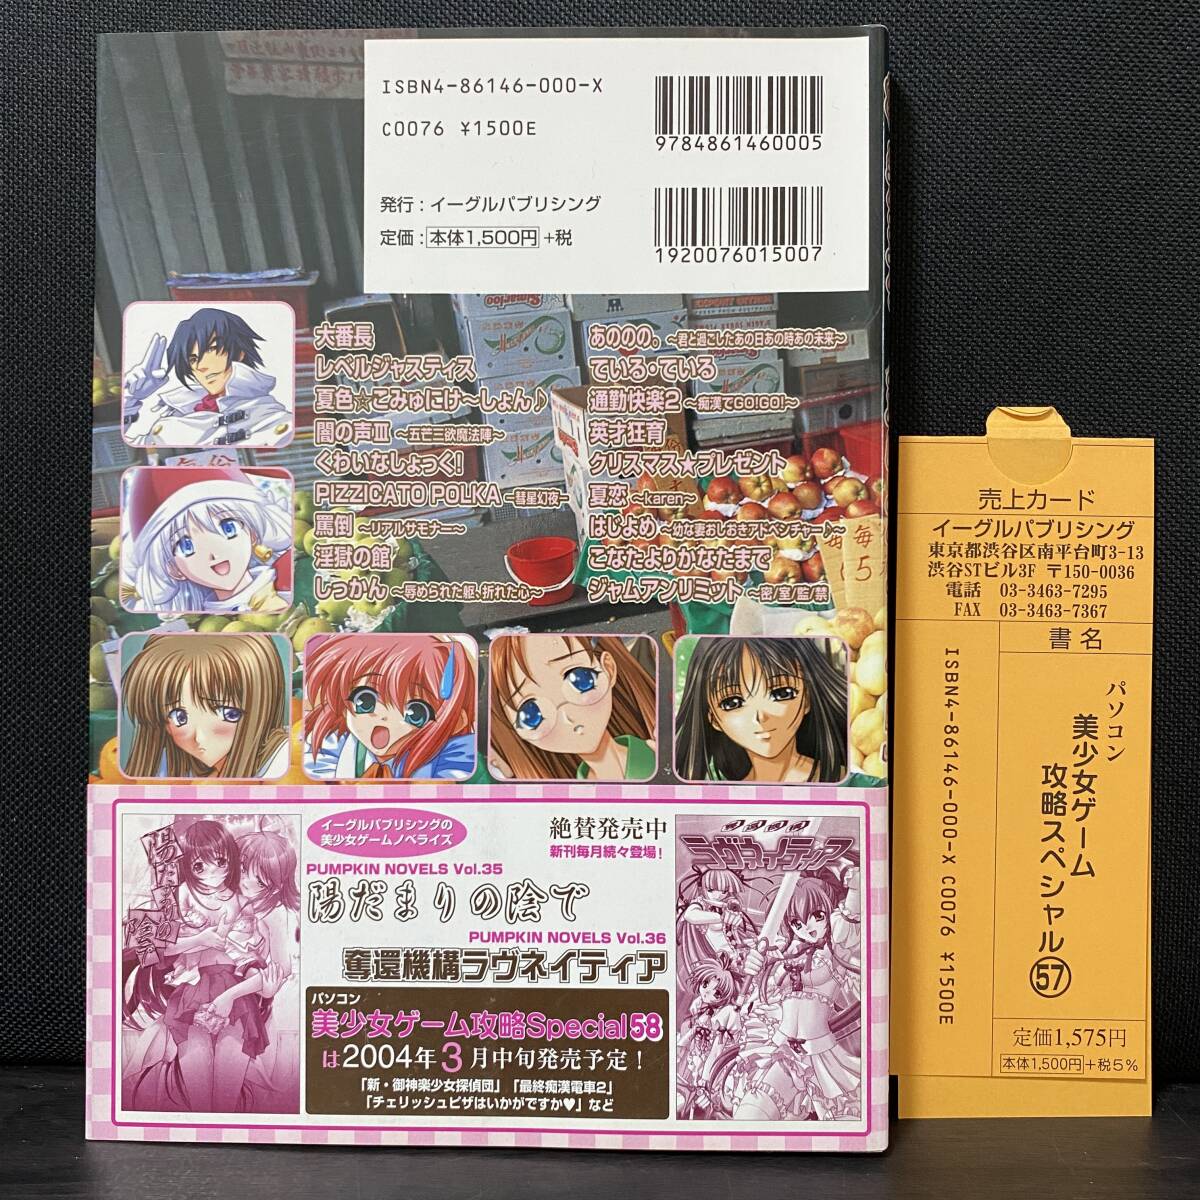 ISBN4-86146-000-X
C0076 ¥1500E
9784861460005
発行：イーグルパブリシング
定価：本体1,500円+税
1920076015007
大番長
レベルジャスティス
夏色☆こみゅにけ〜しょん♪
闇の声Ⅲ 〜五芒三欲魔法陣〜
くわいなしょっく！
PIZZICATO POLKA −彗星幻夜−
罵倒 〜リアルサモナー〜
淫獄の館
しっかん 〜辱められた躯、折れた心〜
あののの。〜君と過ごしたあの日あの時あの未来〜
ている・ている
通勤快楽2 〜痴漢でGO!GO!〜
英才狂育
クリスマス★プレゼント
夏恋 〜karen〜
はじよめ 〜幼な妻おしおきアドベンチャー♪〜
こなたよりかなたまで
ジャムアンリミット 〜密/室/監/禁
イーグルパブリシングの
美少女ゲームノベライズ
絶賛発売中
新刊毎月続々登場！
PUMPKIN NOVELS Vol.35
陽だまりの陰で
PUMPKIN NOVELS Vol.36
奪還機構ラヴネイティア
パソコン
美少女ゲーム攻略Special58
は2004年3月中旬発売予定！
「新・御神楽少女探偵団」「最終痴漢電車2」
「チェリッシュピザはいかがですか♥」など
陽だまりの陰で
奪還機構
ラヴネイティア
売上カード
イーグルパブリシング
東京都渋谷区南平台町3-13
渋谷STビル3F 〒150-0036
電話 03-3463-7295
FAX 03-3463-7367
書名
パソコン
美少女ゲーム
攻略スペシャル57
ISBN4-86146-000-X C0076 ¥1500E
定価1,575円
本体1,500円+税5%